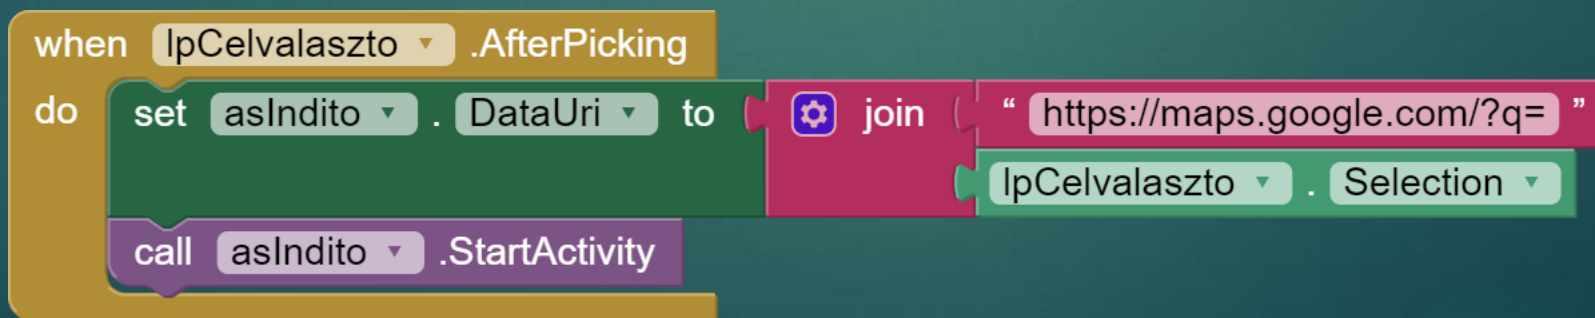 when lpCelvalaszto .AfterPicking
do set asIndito . DataUri to join “ https://maps.google.com/?q= ”
lpCelvalaszto . Selection
call asIndito .StartActivity